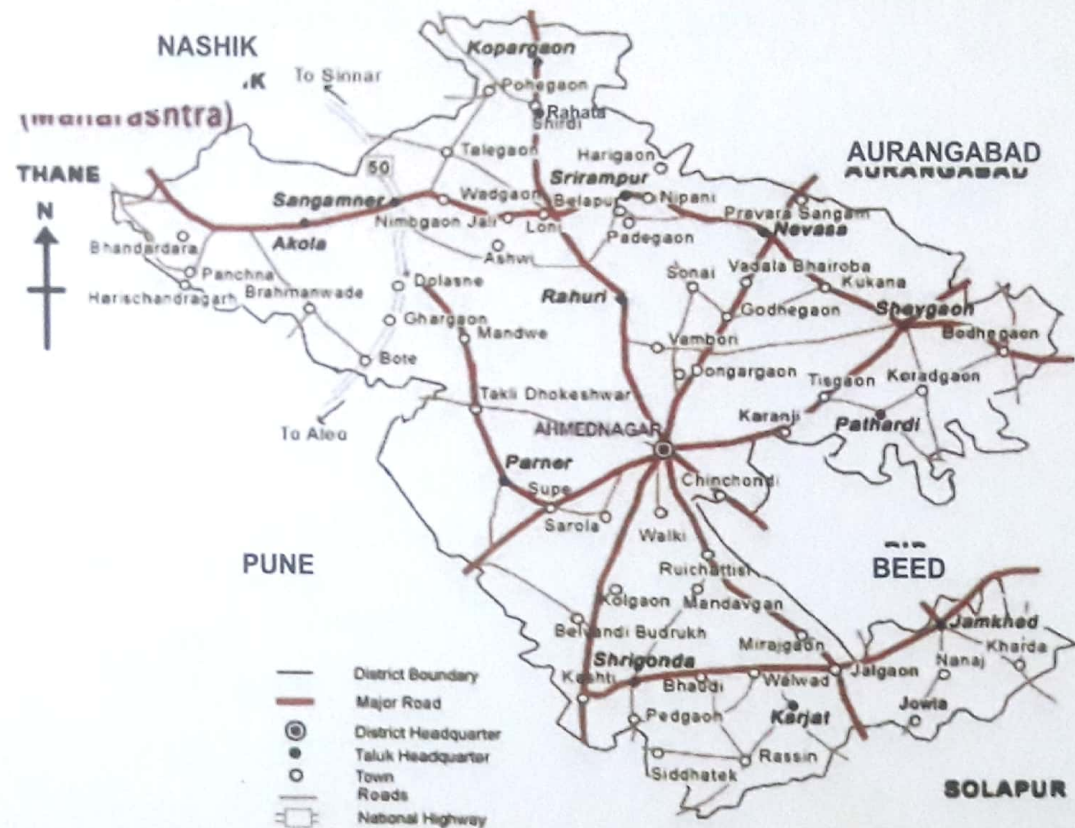 NASHIK
.K
To Sinnar
Kopargaon
Pohegaon
Rahata
Shirdi
THANE
N
50
Talegaon
Harigaon
AURANGABAD
AURANGABAD
Sangamner
Wadgaon
Srirampur
Belapur
Nipani
Pravara Sangam
Akola
Nimbgaon Jali
Loni
Padegaon
Nevasa
Bhandardara
Ashwi
Panchna
Harischandragarh
Brahmanwade
Dolasne
Sonai
Vadala Bhairoba
Kukana
Rahuri
Godhegaon
Shevgaon
Ghargaon
Mandwe
Vambori
Bodhegaon
Bote
Dongargaon
Tisgaon
Koradgaon
Takli Dhokeshwar
Karanji
Pathardi
To Alea
AHMEDNAGAR
Parner
Supe
Chinchondi
Sarola
Walki
PUNE
Ruichattisi
BEED
Kolgaon
Mandavgan
Belvandi Budrukh
Mirajgaon
Jamkhed
Kharda
Shrigonda
Kashti
Bhaudi
Walwad
Jalgaon
Nanaj
Pedgaon
Karjat
Jowla
Siddhatek
Rassin
SOLAPUR
District Boundary
Major Road
District Headquarter
Taluk Headquarter
Town
Roads
National Highway